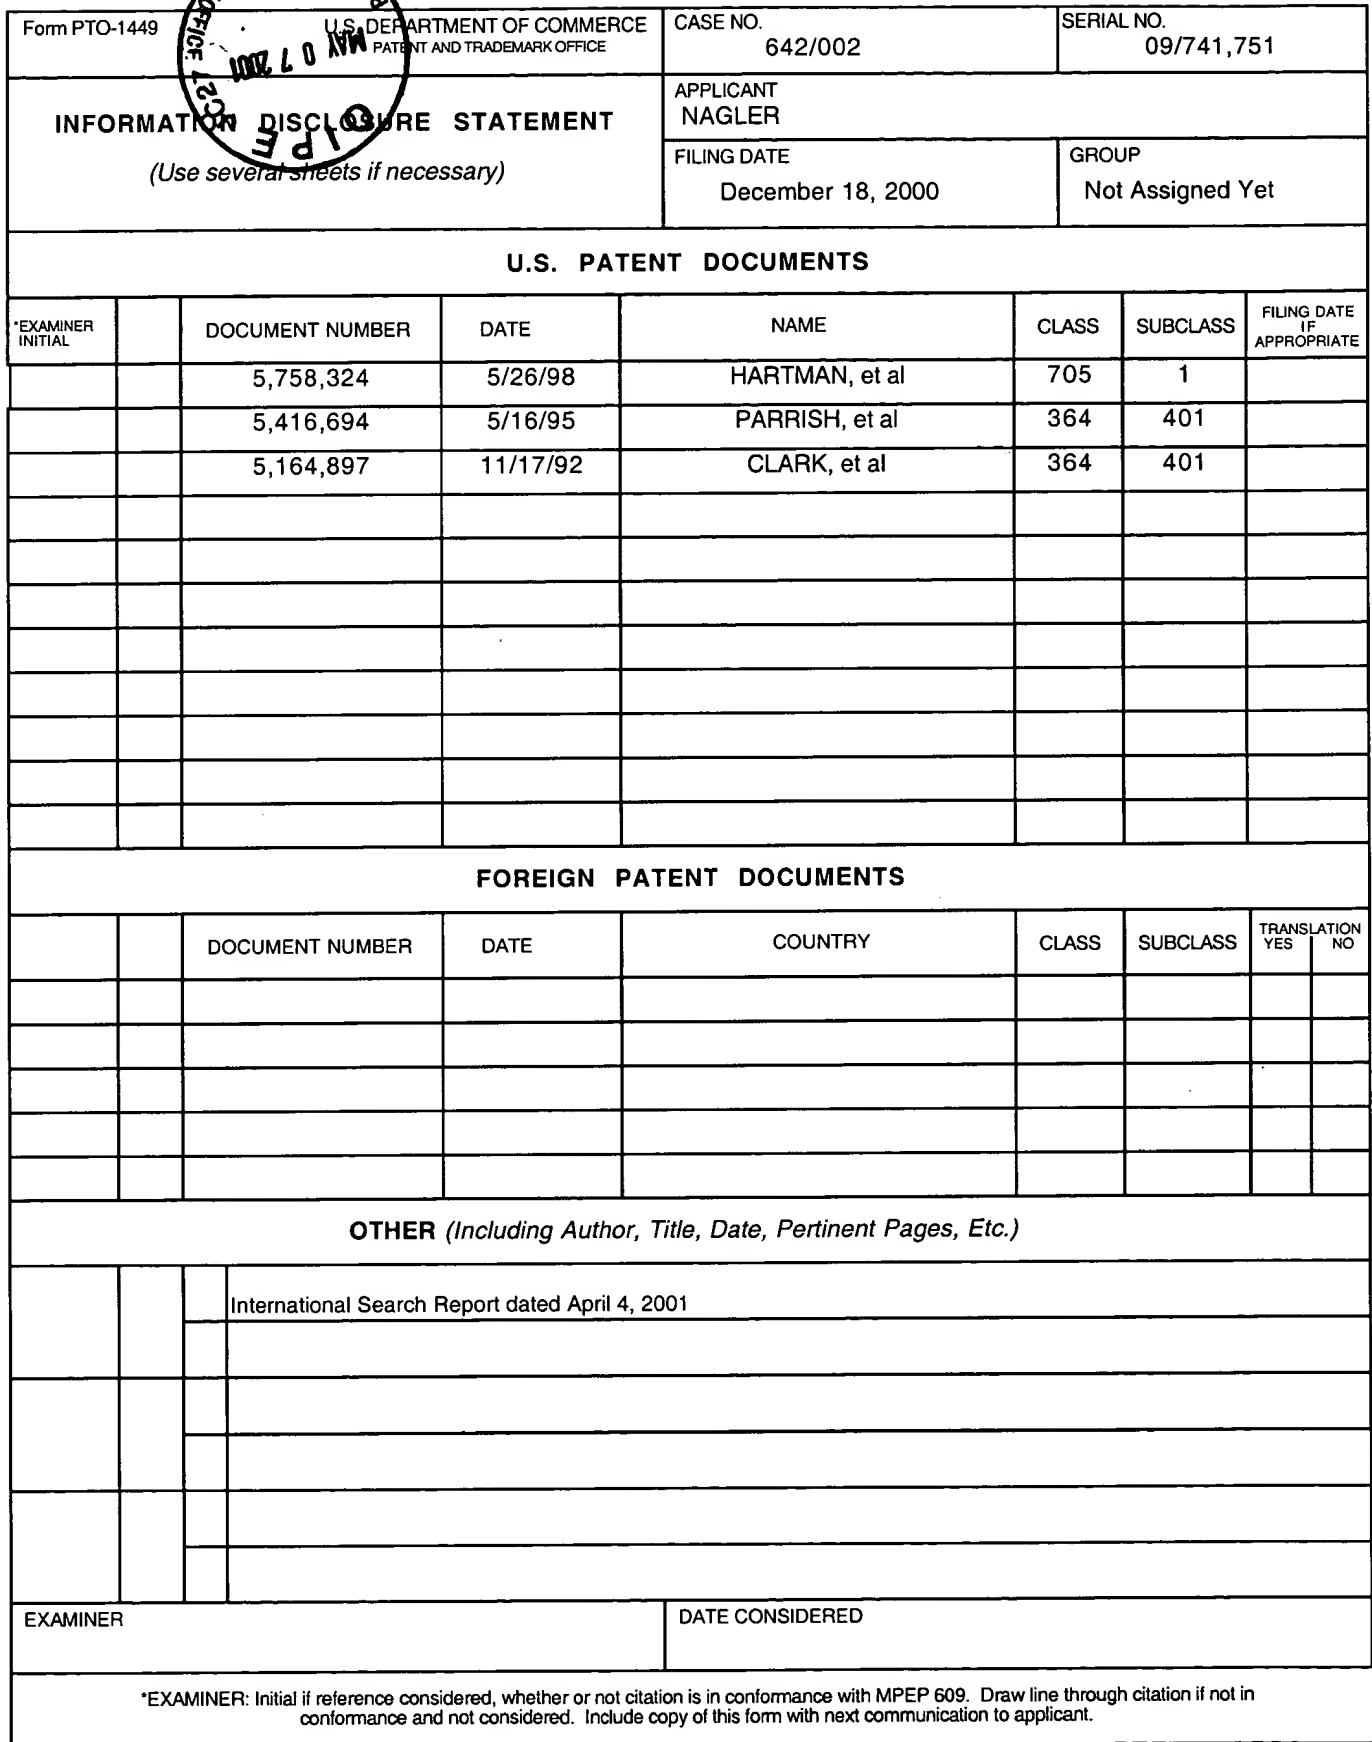 Form PTO-1449
U.S. DEPARTMENT OF COMMERCE
PATENT AND TRADEMARK OFFICE
OIPE
MAY 07 2001
OFFICE
CASE NO.
642/002
SERIAL NO.
09/741,751
INFORMATION DISCLOSURE STATEMENT
(Use several sheets if necessary)
APPLICANT
NAGLER
FILING DATE
December 18, 2000
GROUP
Not Assigned Yet
U.S. PATENT DOCUMENTS
*EXAMINER INITIAL DOCUMENT NUMBER DATE NAME CLASS SUBCLASS FILING DATE IF APPROPRIATE
5,758,324 5/26/98 HARTMAN, et al 705 1
5,416,694 5/16/95 PARRISH, et al 364 401
5,164,897 11/17/92 CLARK, et al 364 401
FOREIGN PATENT DOCUMENTS
DOCUMENT NUMBER DATE COUNTRY CLASS SUBCLASS TRANSLATION YES NO
OTHER (Including Author, Title, Date, Pertinent Pages, Etc.)
International Search Report dated April 4, 2001
EXAMINER
DATE CONSIDERED
*EXAMINER: Initial if reference considered, whether or not citation is in conformance with MPEP 609. Draw line through citation if not in
conformance and not considered. Include copy of this form with next communication to applicant.